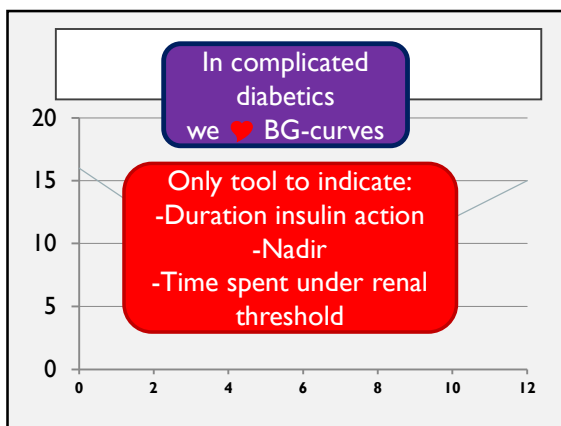 In complicated
diabetics
we ❤ BG-curves
20
Only tool to indicate:
15
-Duration insulin action
-Nadir
10
-Time spent under renal
threshold
5
0
0 2 4 6 8 10 12